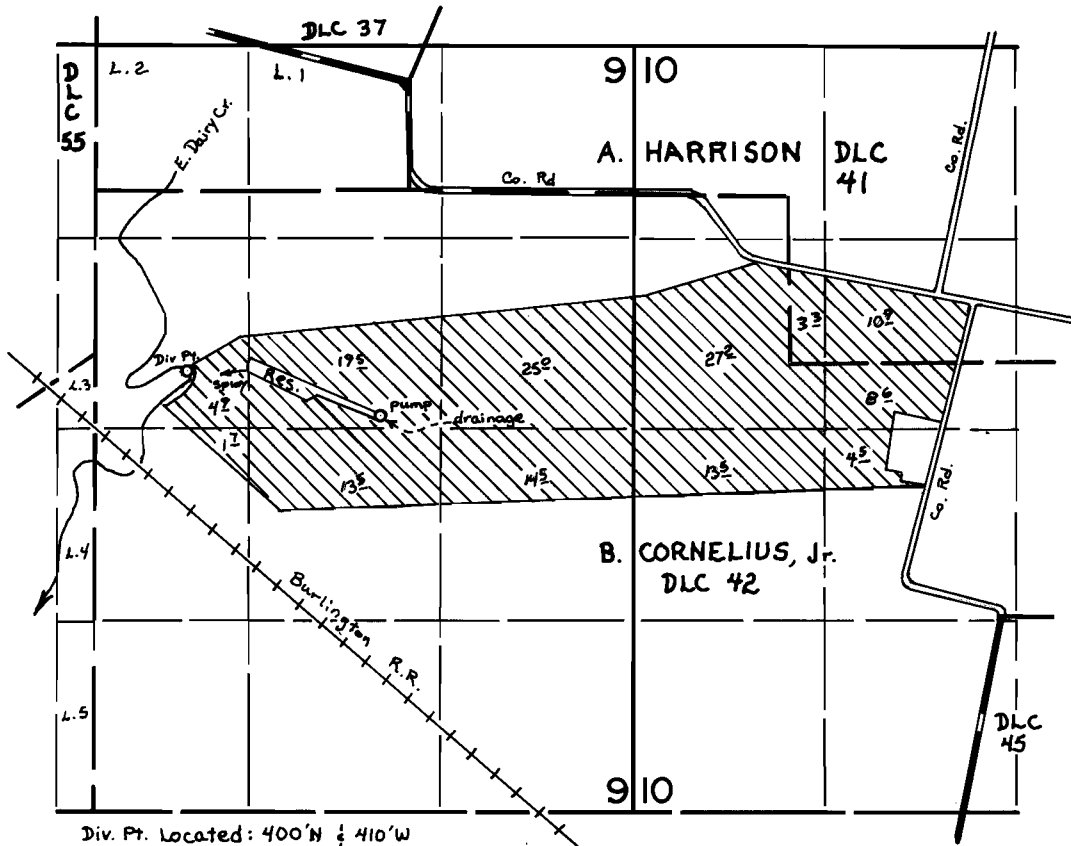 DLC 37
L. 2
L. 1
9 10
DLC 55
E. Dairy Cr.
A. HARRISON DLC
41
Co. Rd.
Co. Rd
Div Pt.
L.3
Res.
19.5
25.0
27.2
3.3
10.9
pump
drainage
8.6
1.7
13.5
14.5
13.5
4.5
Co. Rd.
L.4
B. CORNELIUS, Jr.
DLC 42
Burlington
R.R.
L.5
DLC
45
9 10
Div. Pt. Located: 400'N & 410'W